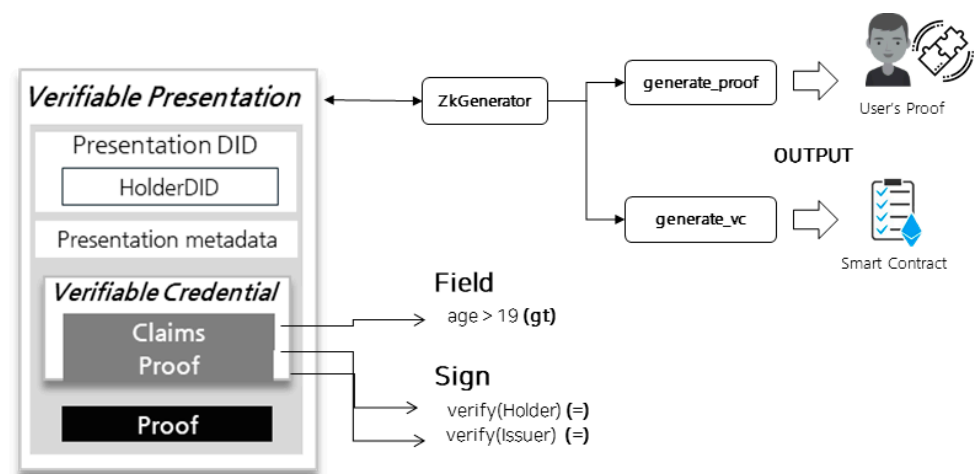 Verifiable Presentation
Presentation DID
HolderDID
Presentation metadata
Verifiable Credential
Claims
Proof
Proof
ZkGenerator
generate_proof
User's Proof
OUTPUT
generate_vc
Smart Contract
Field
age > 19 (gt)
Sign
verify(Holder) (=)
verify(Issuer) (=)